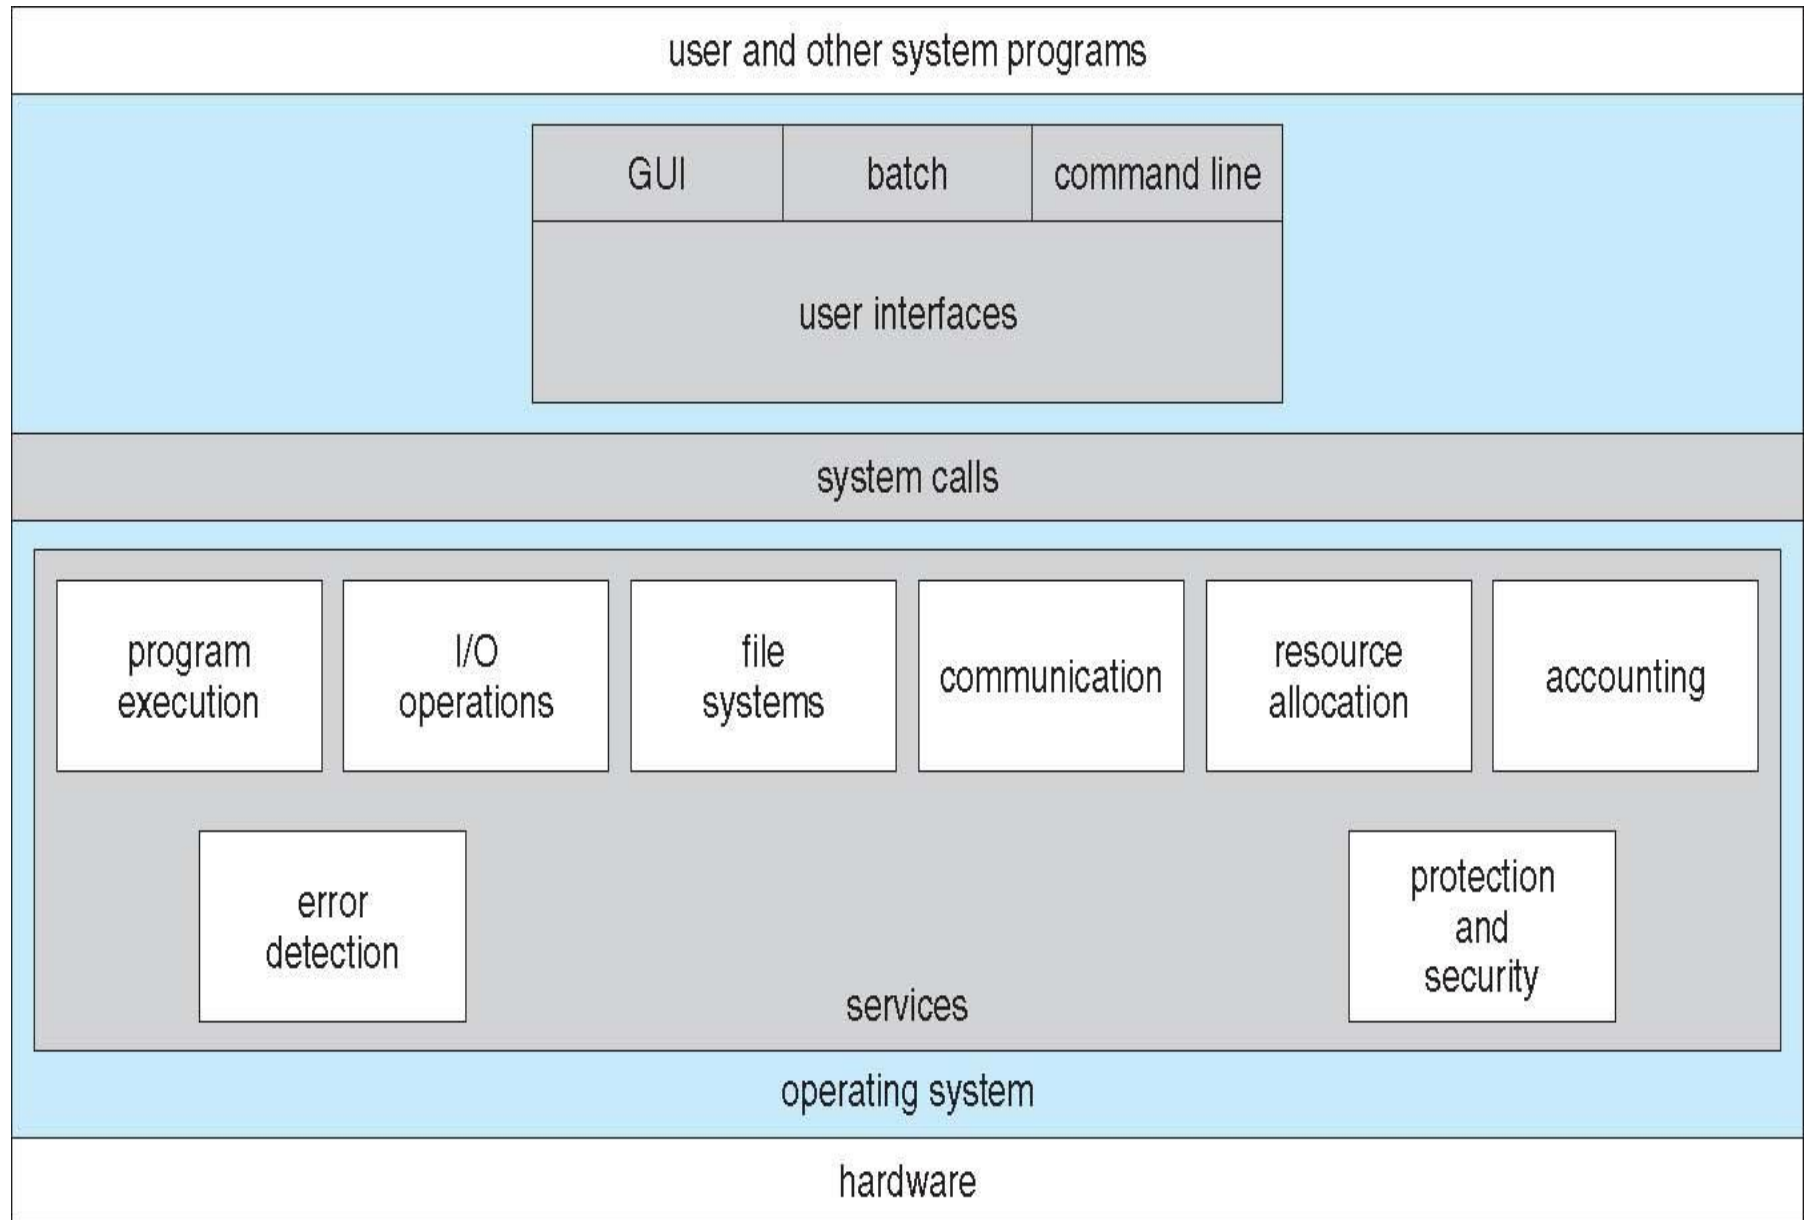 user and other system programs
GUI
batch
command line
user interfaces
system calls
program
execution
I/O
operations
file
systems
communication
resource
allocation
accounting
error
detection
protection
and
security
services
operating system
hardware